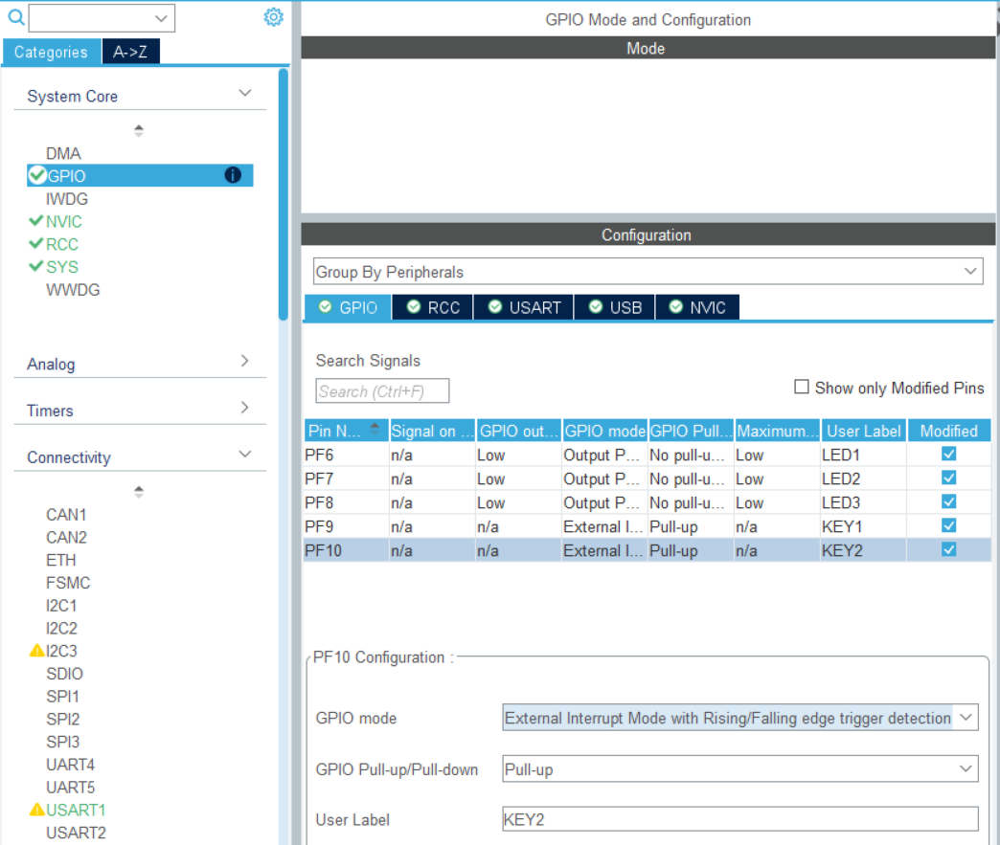 GPIO Mode and Configuration
Mode
Categories A->Z
System Core
DMA
GPIO
IWDG
NVIC
RCC
SYS
WWDG
Analog
Timers
Connectivity
CAN1
CAN2
ETH
FSMC
I2C1
I2C2
I2C3
SDIO
SPI1
SPI2
SPI3
UART4
UART5
USART1
USART2
Configuration
Group By Peripherals
GPIO RCC USART USB NVIC
Search Signals
Search (Ctrl+F)
Show only Modified Pins
Pin N... Signal on ... GPIO out... GPIO mode GPIO Pull... Maximum... User Label Modified
PF6 n/a Low Output P... No pull-u... Low LED1
PF7 n/a Low Output P... No pull-u... Low LED2
PF8 n/a Low Output P... No pull-u... Low LED3
PF9 n/a n/a External I... Pull-up n/a KEY1
PF10 n/a n/a External I... Pull-up n/a KEY2
PF10 Configuration :
GPIO mode External Interrupt Mode with Rising/Falling edge trigger detection
GPIO Pull-up/Pull-down Pull-up
User Label KEY2